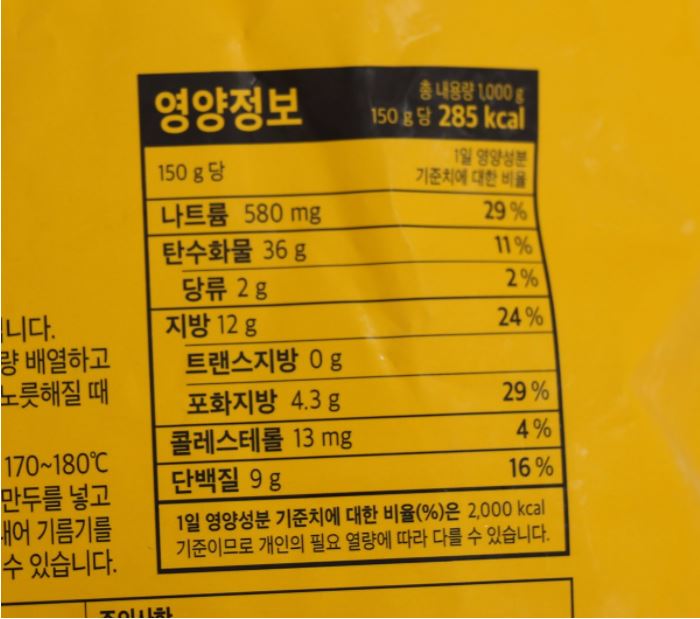 영양정보
총 내용량 1,000 g
150 g 당 285 kcal
150 g 당
1일 영양성분
기준치에 대한 비율
나트륨 580 mg 29 %
탄수화물 36 g 11 %
당류 2 g 2 %
지방 12 g 24 %
트랜스지방 0 g
포화지방 4.3 g 29 %
콜레스테롤 13 mg 4 %
단백질 9 g 16 %
1일 영양성분 기준치에 대한 비율(%)은 2,000 kcal
기준이므로 개인의 필요 열량에 따라 다를 수 있습니다.
니다.
량 배열하고
노릇해질 때
170~180℃
만두를 넣고
내어 기름기를
수 있습니다.